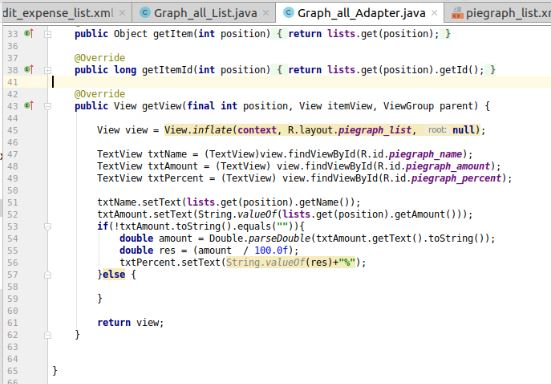 dit_expense_list.xml Graph_all_List.java Graph_all_Adapter.java piegraph_list.xm
33 public Object getItem(int position) { return lists.get(position); }
36
37 @Override
38 public long getItemId(int position) { return lists.get(position).getId(); }
41
42 @Override
43 public View getView(final int position, View itemView, ViewGroup parent) {
44
45 View view = View.inflate(context, R.layout.piegraph_list, root: null);
46
47 TextView txtName = (TextView)view.findViewById(R.id.piegraph_name);
48 TextView txtAmount = (TextView) view.findViewById(R.id.piegraph_amount);
49 TextView txtPercent = (TextView) view.findViewById(R.id.piegraph_percent);
50
51 txtName.setText(lists.get(position).getName());
52 txtAmount.setText(String.valueOf(lists.get(position).getAmount()));
53 if(!txtAmount.toString().equals("")){
54 double amount = Double.parseDouble(txtAmount.getText().toString());
55 double res = (amount / 100.0f);
56 txtPercent.setText(String.valueOf(res)+"%");
57 }else {
58
59 }
60
61 return view;
62 }
63
64
65 }
66